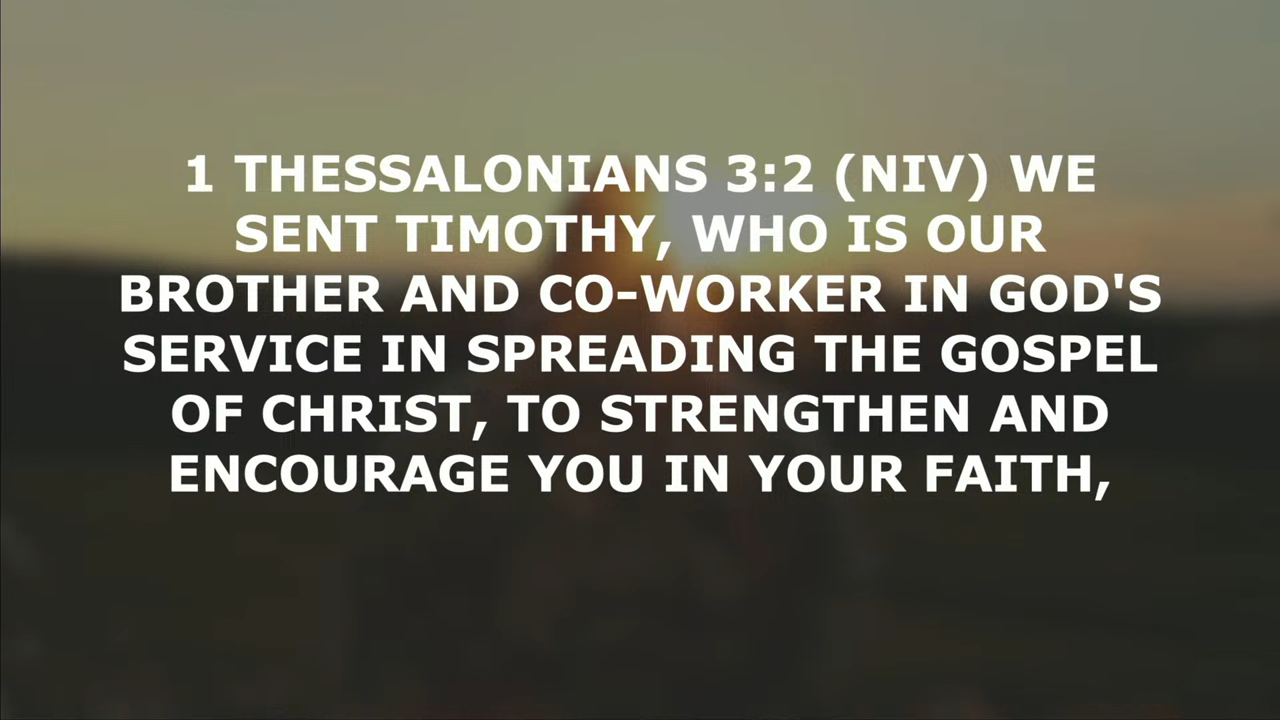 1 THESSALONIANS 3:2 (NIV) WE
SENT TIMOTHY, WHO IS OUR
BROTHER AND CO-WORKER IN GOD'S
SERVICE IN SPREADING THE GOSPEL
OF CHRIST, TO STRENGTHEN AND
ENCOURAGE YOU IN YOUR FAITH,